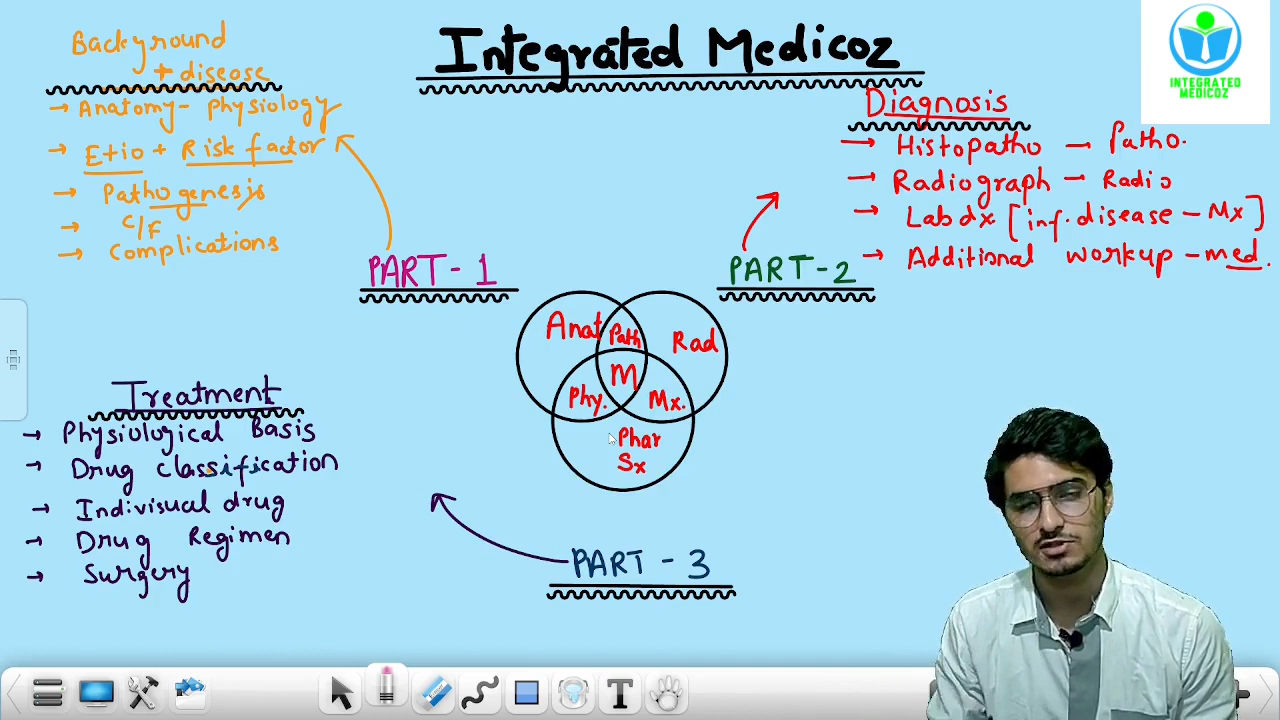 Integrated Medicoz
INTEGRATED
MEDICOZ
Background
+ disease
→ Anatomy - physiology
→ Etio + Risk factor
→ Pathogenesis
→ C/F
→ Complications
PART - 1
Diagnosis
→ Histopatho - Patho.
→ Radiograph - Radio
→ Lab dx [inf. disease - Mx]
→ Additional workup - med.
PART - 2
Anat
Path
Rad
M
Phy.
Mx.
Phar
Sx
Treatment
→ Physiological Basis
→ Drug classification
→ Indivisual drug
→ Drug Regimen
→ Surgery
PART - 3
T